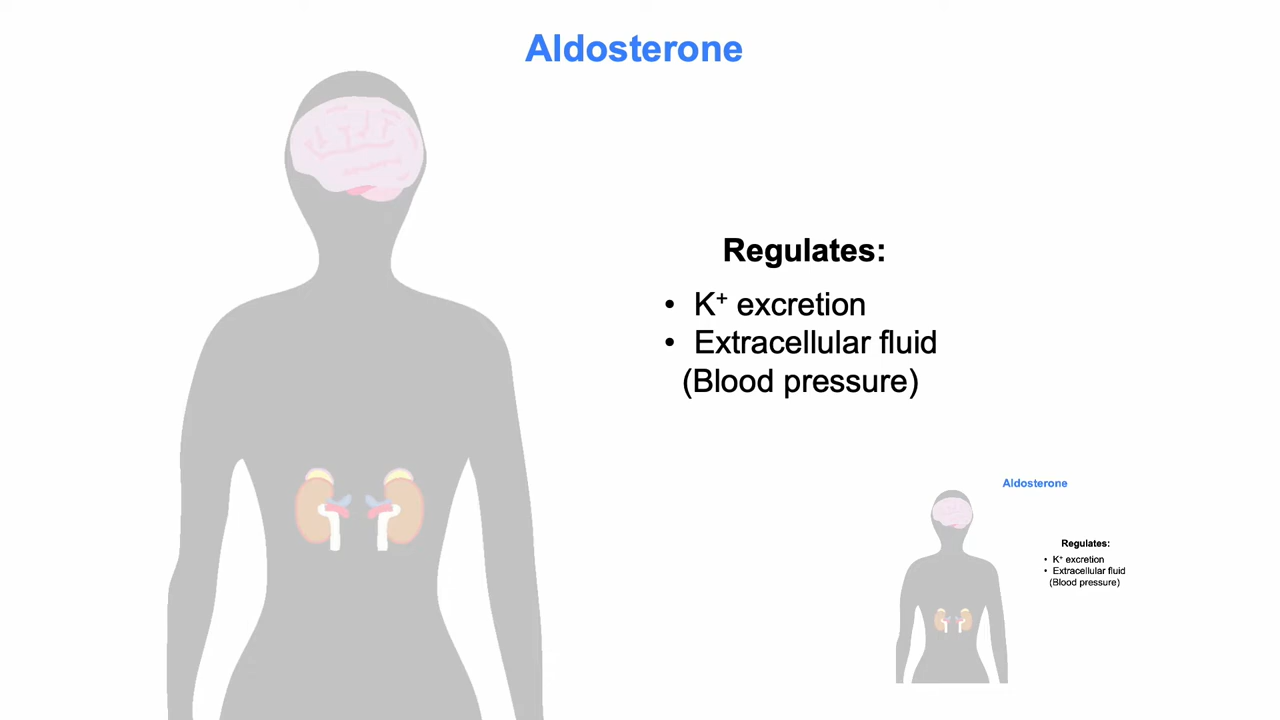 Aldosterone
Regulates:
• K⁺ excretion
• Extracellular fluid
(Blood pressure)
Aldosterone
Regulates:
• K⁺ excretion
• Extracellular fluid
(Blood pressure)